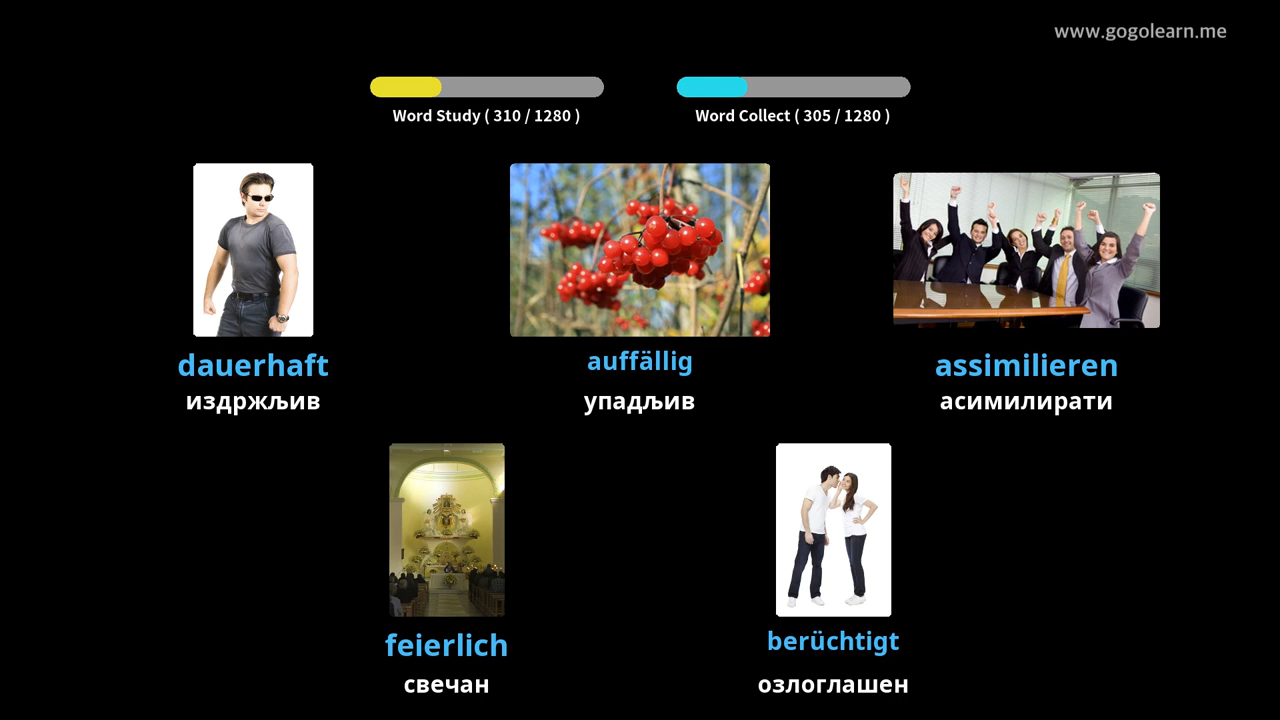 www.gogolearn.me
Word Study ( 310 / 1280 )
Word Collect ( 305 / 1280 )
dauerhaft
издржљив
auffällig
упадљив
assimilieren
асимилирати
feierlich
свечан
berüchtigt
озлоглашен